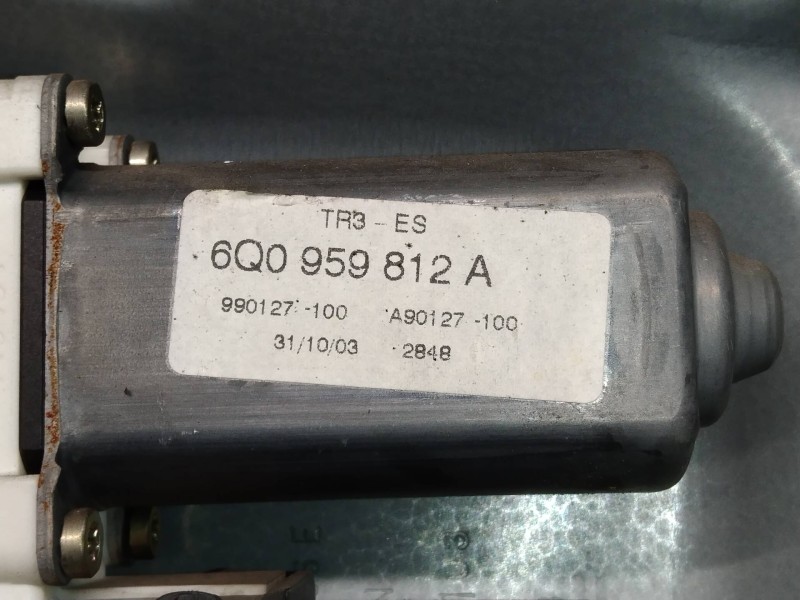 TR3 - ES
6Q0 959 812 A
990127 -100 A90127 -100
31/10/03 2848